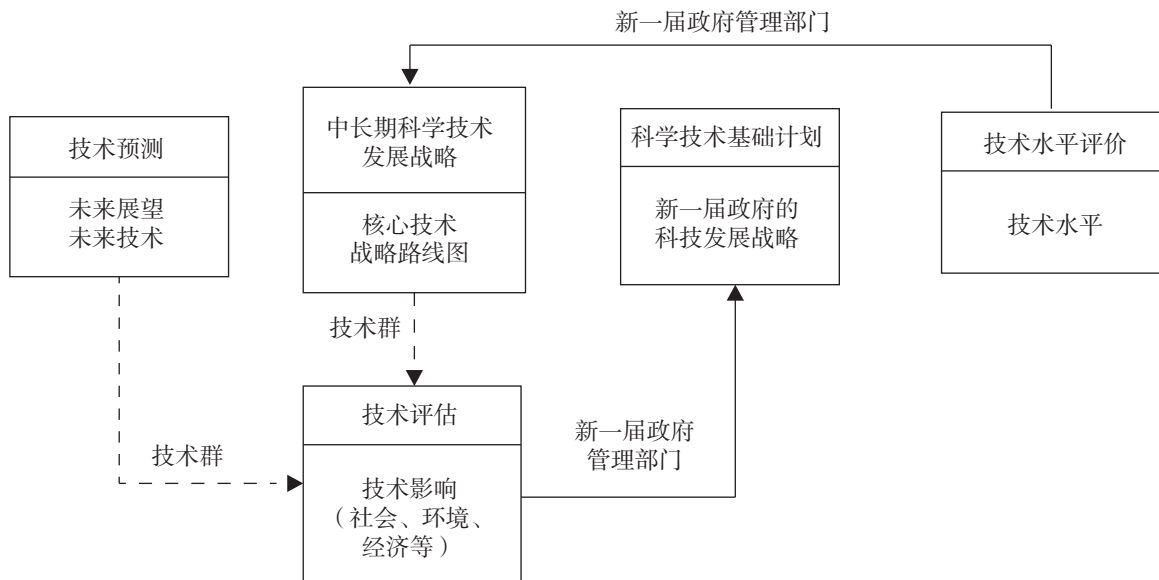 新一届政府管理部门
技术预测
未来展望
未来技术
中长期科学技术
发展战略
核心技术
战略路线图
科学技术基础计划
新一届政府的
科技发展战略
技术水平评价
技术水平
技术群
技术群
技术评估
技术影响
（社会、环境、
经济等）
新一届政府
管理部门